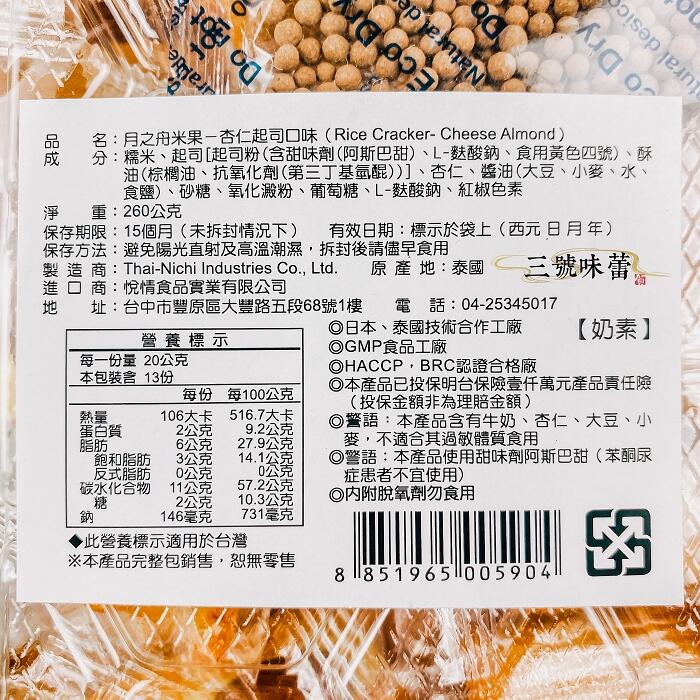 Do Not
Eco Dry
Natural desic
Do
Eco Dry
Natural desicc
品　名：月之舟米果－杏仁起司口味（Rice Cracker- Cheese Almond）
成　分：糯米、起司[起司粉(含甜味劑(阿斯巴甜)、L-麩酸鈉、食用黃色四號)、酥
油(棕櫚油、抗氧化劑(第三丁基氫醌))]、杏仁、醬油(大豆、小麥、水、
食鹽)、砂糖、氧化澱粉、葡萄糖、L-麩酸鈉、紅椒色素
淨　重：260公克
保存期限：15個月（未拆封情況下）　有效日期：標示於袋上（西元 日 月 年）
保存方法：避免陽光直射及高溫潮濕，拆封後請儘早食用
製 造 商：Thai-Nichi Industries Co., Ltd.　原 產 地：泰國　三號味蕾
進 口 商：悅情食品實業有限公司
地　址：台中市豐原區大豐路五段68號1樓　電　話：04-25345017
營 養 標 示
每一份量 20公克
本包裝含 13份
每份　每100公克
熱量　106大卡　516.7大卡
蛋白質　2公克　9.2公克
脂肪　6公克　27.9公克
飽和脂肪　3公克　14.1公克
反式脂肪　0公克　0公克
碳水化合物　11公克　57.2公克
糖　2公克　10.3公克
鈉　146毫克　731毫克
◆此營養標示適用於台灣
※本產品完整包銷售，恕無零售
◎日本、泰國技術合作工廠　【奶素】
◎GMP食品工廠
◎HACCP，BRC認證合格廠
◎本產品已投保明台保險壹仟萬元產品責任險
（投保金額非為理賠金額）
◎警語：本產品含有牛奶、杏仁、大豆、小
麥，不適合其過敏體質食用
◎警語：本產品使用甜味劑阿斯巴甜（苯酮尿
症患者不宜使用）
◎內附脫氧劑勿食用
8 851965 005904